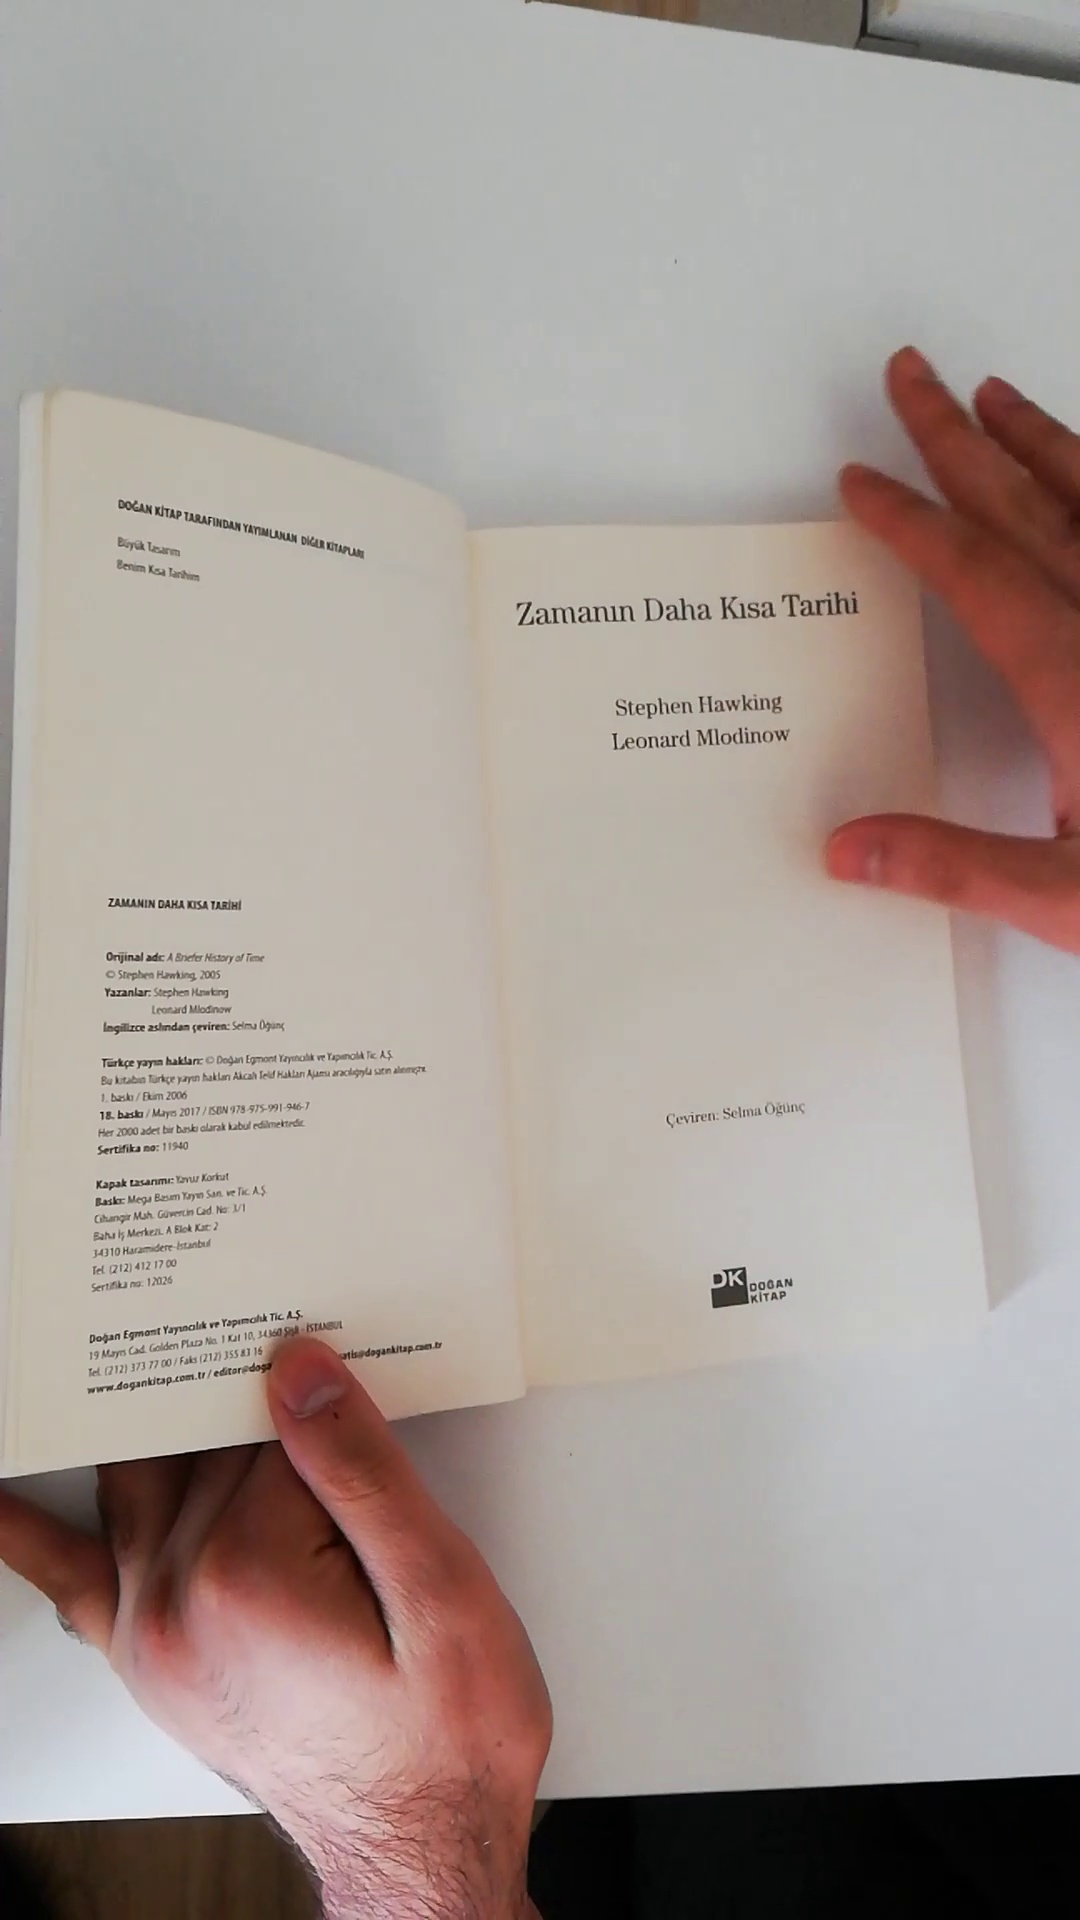 DOĞAN KİTAP TARAFINDAN YAYIMLANAN DİĞER KİTAPLARI
Büyük Tasarım
Benim Kısa Tarihim
ZAMANIN DAHA KISA TARİHİ
Orijinal adı: A Briefer History of Time
© Stephen Hawking, 2005
Yazanlar: Stephen Hawking
Leonard Mlodinow
İngilizce aslından çeviren: Selma Öğünç
Türkçe yayın hakları: © Doğan Egmont Yayıncılık ve Yapımcılık Tic. A.Ş.
Bu kitabın Türkçe yayın hakları Akcalı Telif Hakları Ajansı aracılığıyla satın alınmıştır.
1. baskı / Ekim 2006
18. baskı / Mayıs 2017 / ISBN 978-975-991-946-7
Her 2000 adet bir baskı olarak kabul edilmektedir.
Sertifika no: 11940
Kapak tasarımı: Yavuz Korkut
Baskı: Mega Basım Yayın San. ve Tic. A.Ş.
Cihangir Mah. Güvercin Cad. No: 3/1
Baha İş Merkezi. A Blok Kat: 2
34310 Haramidere-İstanbul
Tel. (212) 412 17 00
Sertifika no: 12026
Doğan Egmont Yayıncılık ve Yapımcılık Tic. A.Ş.
19 Mayıs Cad. Golden Plaza No. 1 Kat 10, 34360 Şişli - İSTANBUL
Tel. (212) 373 77 00 / Faks (212) 355 83 16
www.dogankitap.com.tr / editor@doga atis@dogankitap.com.tr
Zamanın Daha Kısa Tarihi
Stephen Hawking
Leonard Mlodinow
Çeviren: Selma Öğünç
DK DOĞAN
KİTAP